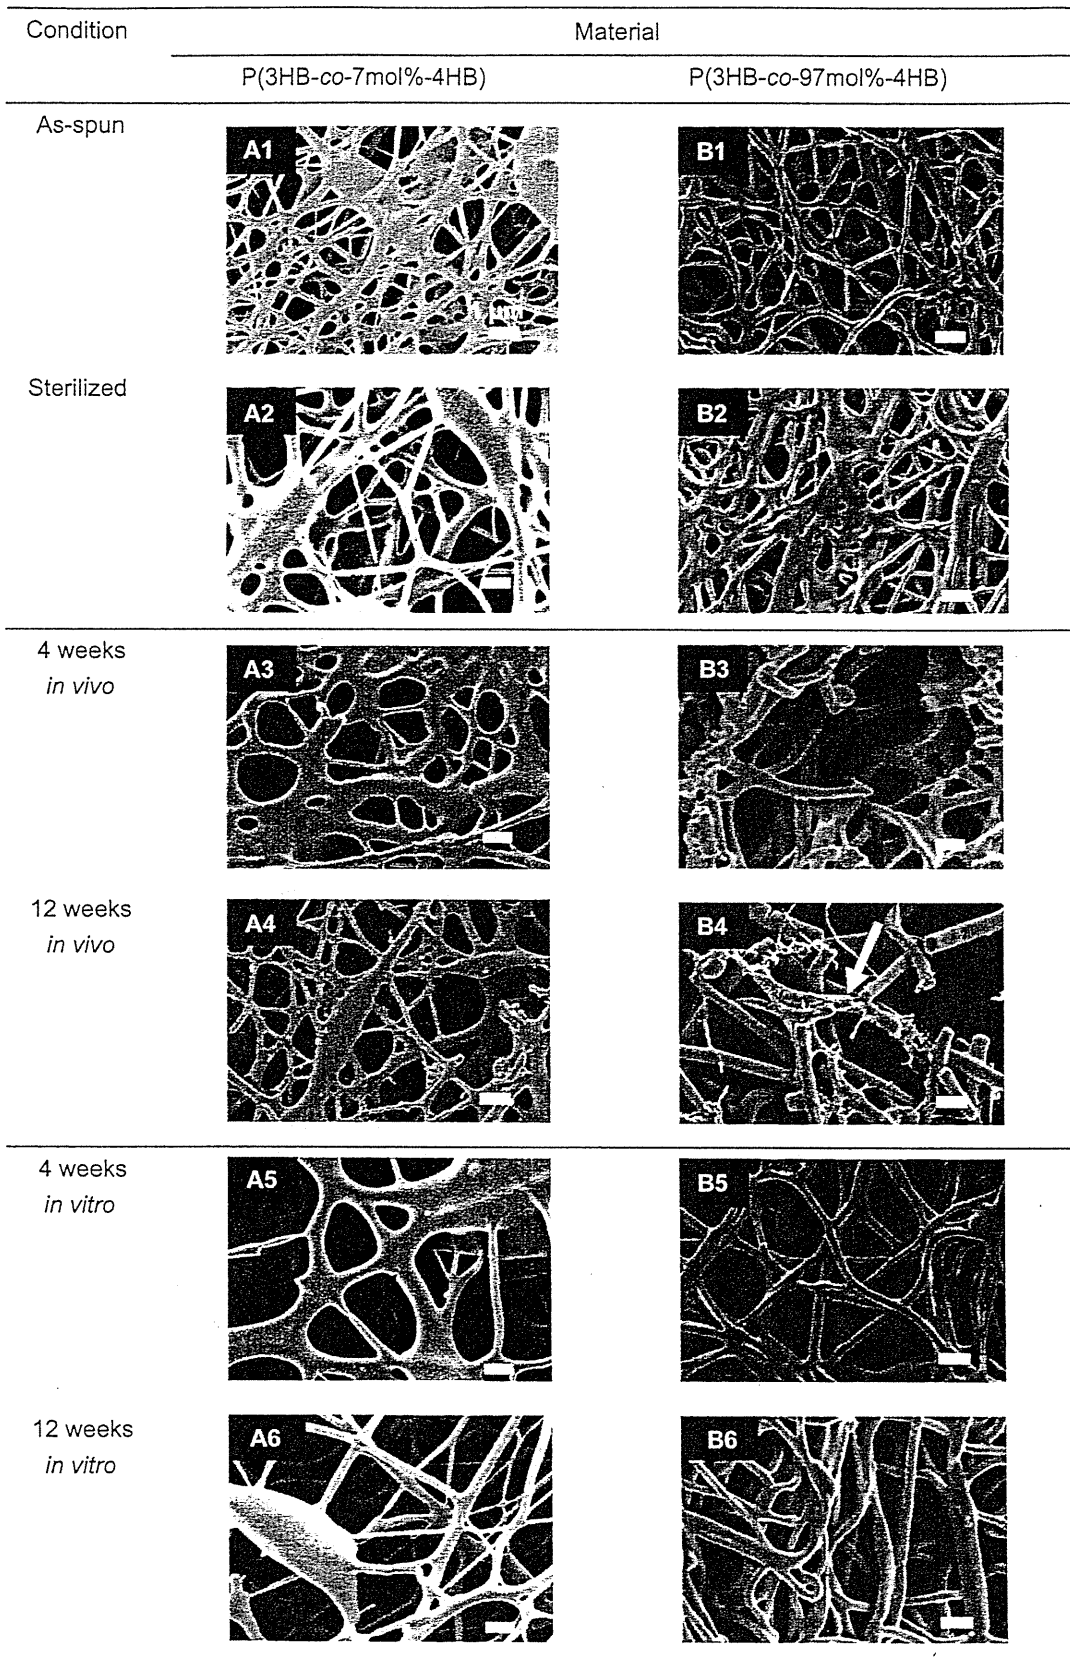 Condition
Material
P(3HB-co-7mol%-4HB)
P(3HB-co-97mol%-4HB)
As-spun
A1
B1
µm
Sterilized
A2
B2
4 weeks
in vivo
A3
B3
12 weeks
in vivo
A4
B4
4 weeks
in vitro
A5
B5
12 weeks
in vitro
A6
B6